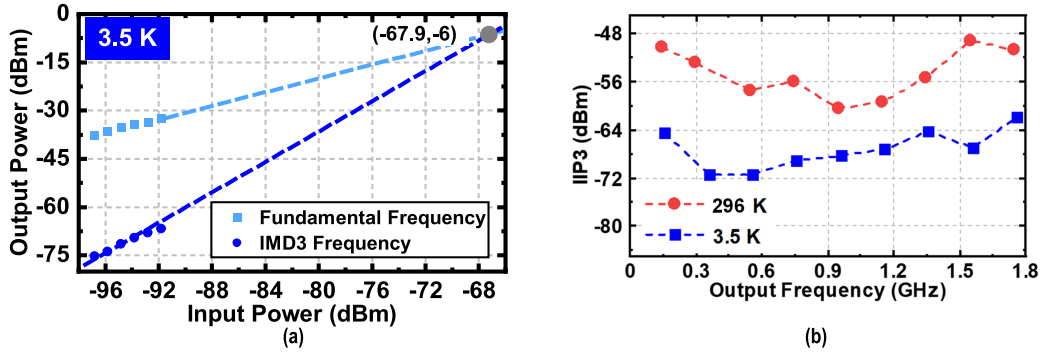 0
-15
-30
-45
-60
-75
Output Power (dBm)
3.5 K
(-67.9,-6)
Fundamental Frequency
IMD3 Frequency
-96 -92 -88 -84 -80 -76 -72 -68
Input Power (dBm)
(a)
-48
-56
-64
-72
-80
IIP3 (dBm)
296 K
3.5 K
0 0.3 0.6 0.9 1.2 1.5 1.8
Output Frequency (GHz)
(b)